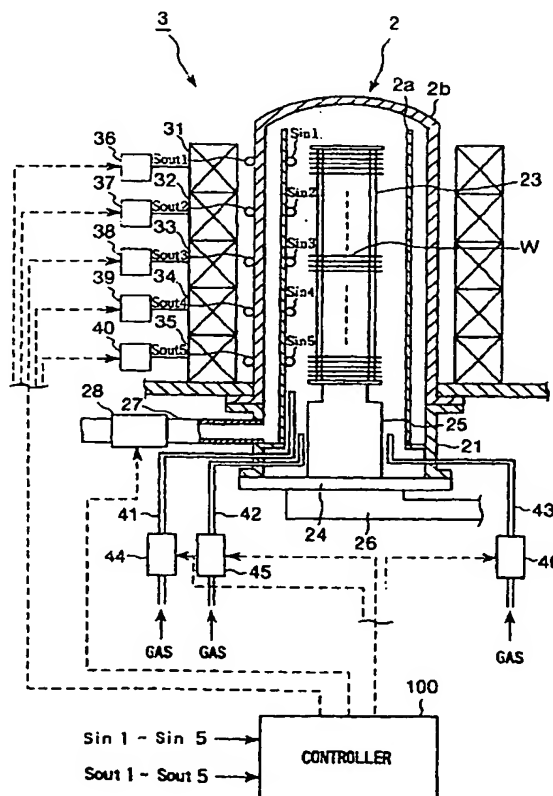 3
2
2b
2a
36
31
Sout1
Sin1
37
32
Sout2
Sin2
23
38
33
Sout3
Sin3
W
39
34
Sout4
Sin4
40
35
Sout5
Sin5
28
27
25
21
41
42
24
26
43
44
45
46
GAS
GAS
GAS
100
Sin 1 - Sin 5
Sout 1 - Sout 5
CONTROLLER